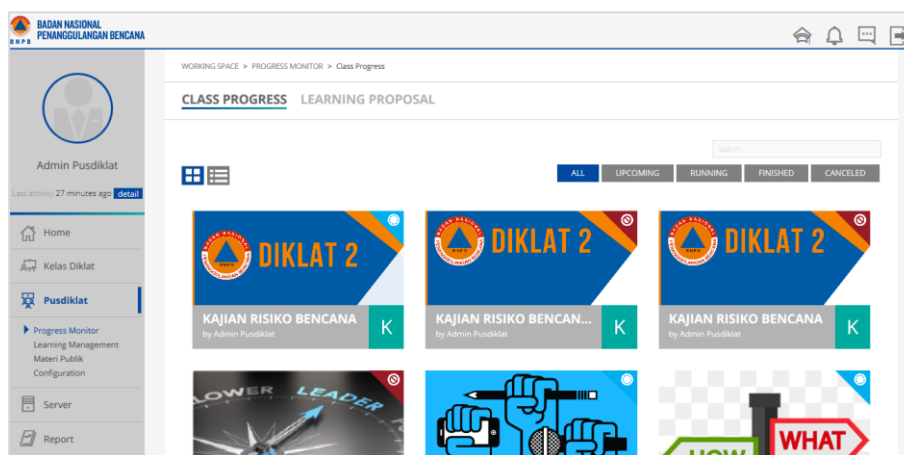 BADAN NASIONAL
PENANGGULANGAN BENCANA
BNPB
WORKING SPACE > PROGRESS MONITOR > Class Progress
CLASS PROGRESS LEARNING PROPOSAL
Admin Pusdiklat
Last activity 27 minutes ago detail
Home
Kelas Diklat
Pusdiklat
Progress Monitor
Learning Management
Materi Publik
Configuration
Server
Report
Search...
ALL UPCOMING RUNNING FINISHED CANCELED
DIKLAT 2
KAJIAN RISIKO BENCANA
by Admin Pusdiklat
K
DIKLAT 2
KAJIAN RISIKO BENCAN...
by Admin Pusdiklat
K
DIKLAT 2
KAJIAN RISIKO BENCANA
by Admin Pusdiklat
K
LEADER
HOW
WHAT